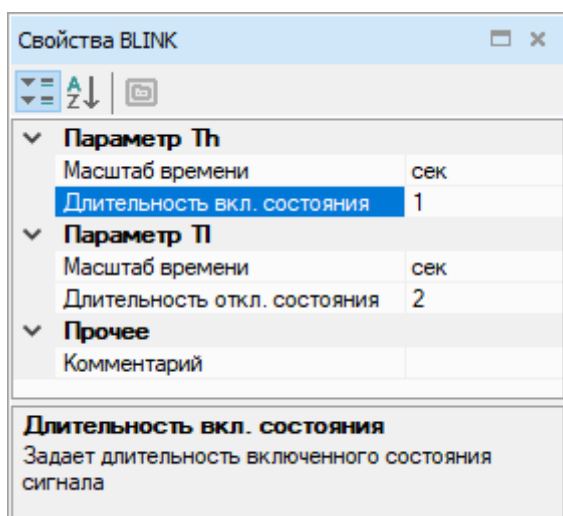 Свойства BLINK
Параметр Th
Масштаб времени сек
Длительность вкл. состояния 1
Параметр Tl
Масштаб времени сек
Длительность откл. состояния 2
Прочее
Комментарий
Длительность вкл. состояния
Задает длительность включенного состояния
сигнала